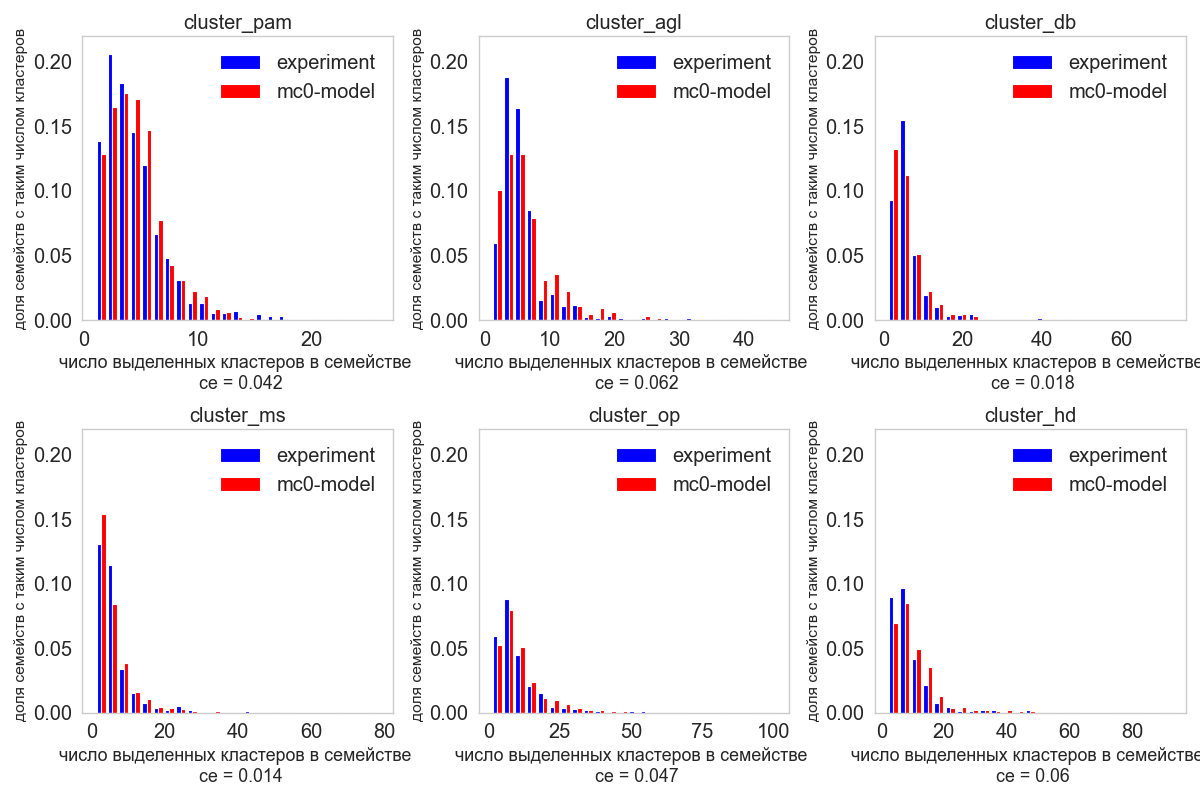 cluster_pam
доля семейств с таким числом кластеров
0.20
0.15
0.10
0.05
0.00
experiment
mc0-model
0 10 20
число выделенных кластеров в семействе
ce = 0.042
cluster_agl
доля семейств с таким числом кластеров
0.20
0.15
0.10
0.05
0.00
experiment
mc0-model
0 10 20 30 40
число выделенных кластеров в семействе
ce = 0.062
cluster_db
доля семейств с таким числом кластеров
0.20
0.15
0.10
0.05
0.00
experiment
mc0-model
0 20 40 60
число выделенных кластеров в семействе
ce = 0.018
cluster_ms
доля семейств с таким числом кластеров
0.20
0.15
0.10
0.05
0.00
experiment
mc0-model
0 20 40 60 80
число выделенных кластеров в семействе
ce = 0.014
cluster_op
доля семейств с таким числом кластеров
0.20
0.15
0.10
0.05
0.00
experiment
mc0-model
0 25 50 75 100
число выделенных кластеров в семействе
ce = 0.047
cluster_hd
доля семейств с таким числом кластеров
0.20
0.15
0.10
0.05
0.00
experiment
mc0-model
0 20 40 60 80
число выделенных кластеров в семействе
ce = 0.06